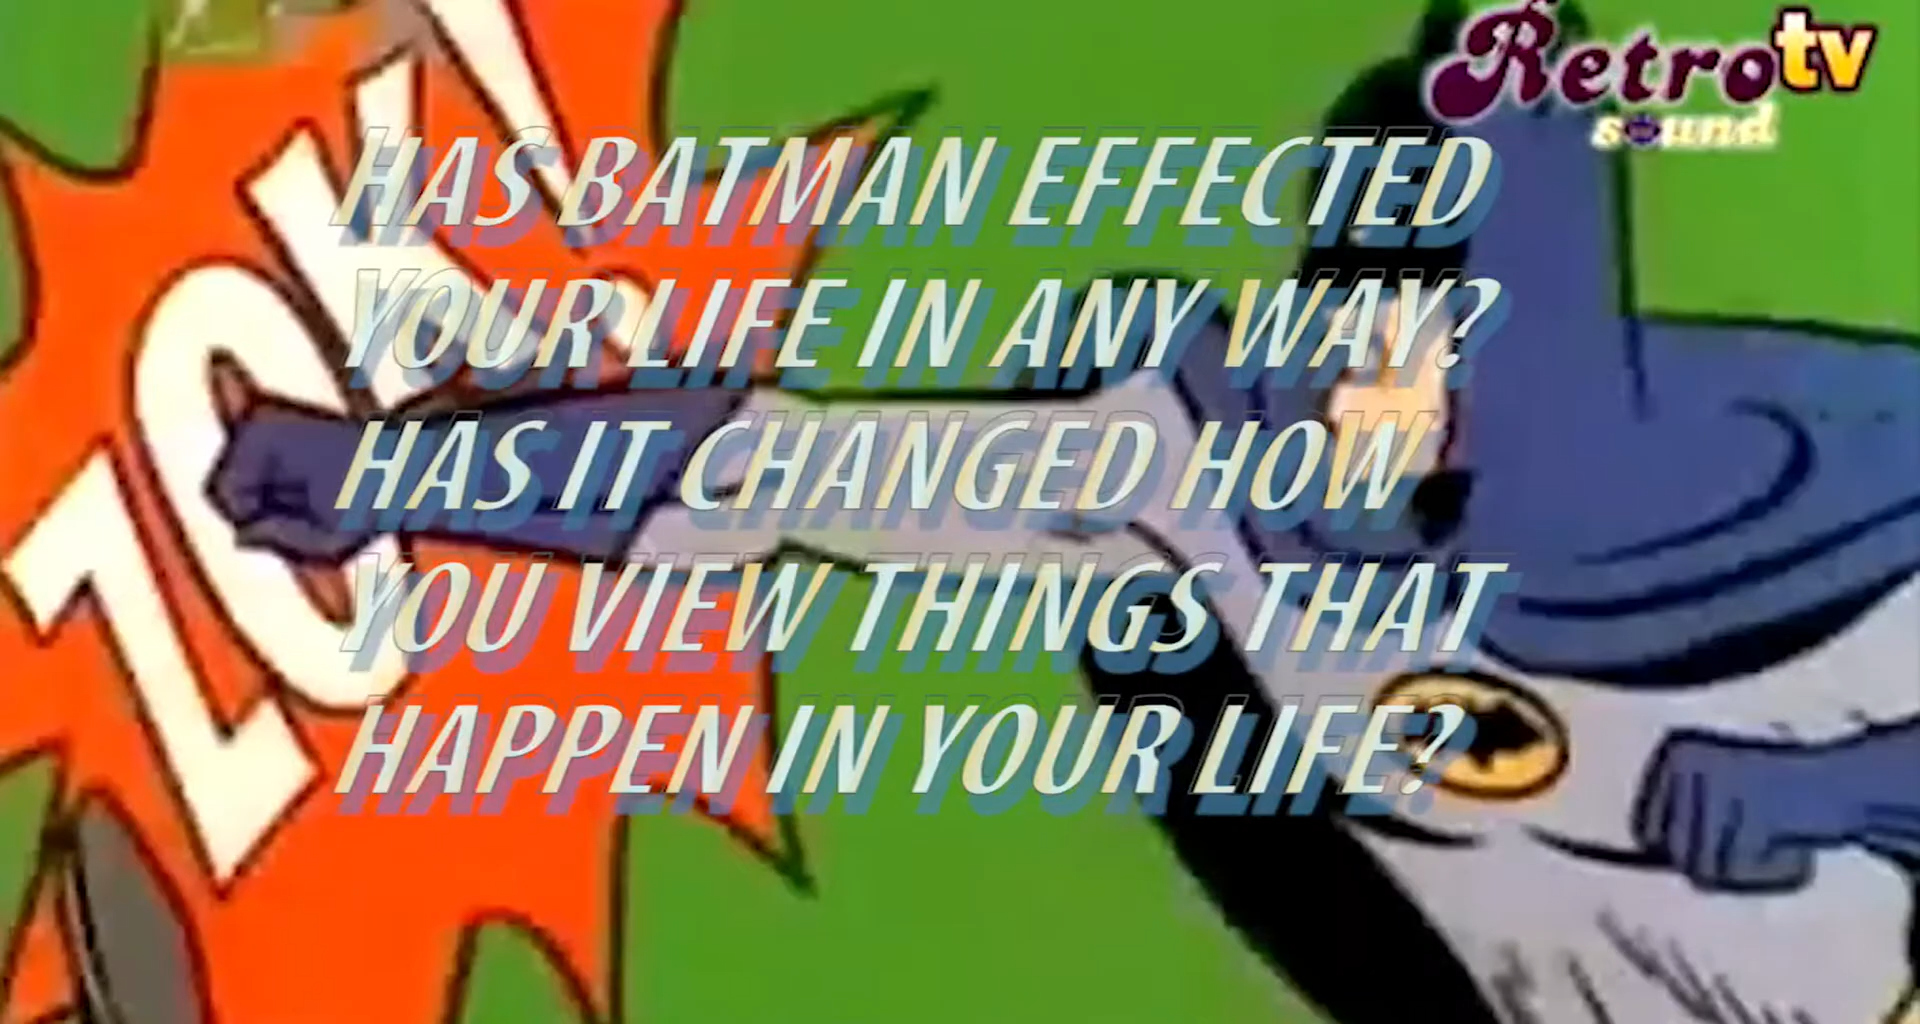 Retro tv
sound
ZOK!
HAS BATMAN EFFECTED
YOUR LIFE IN ANY WAY?
HAS IT CHANGED HOW
YOU VIEW THINGS THAT
HAPPEN IN YOUR LIFE?